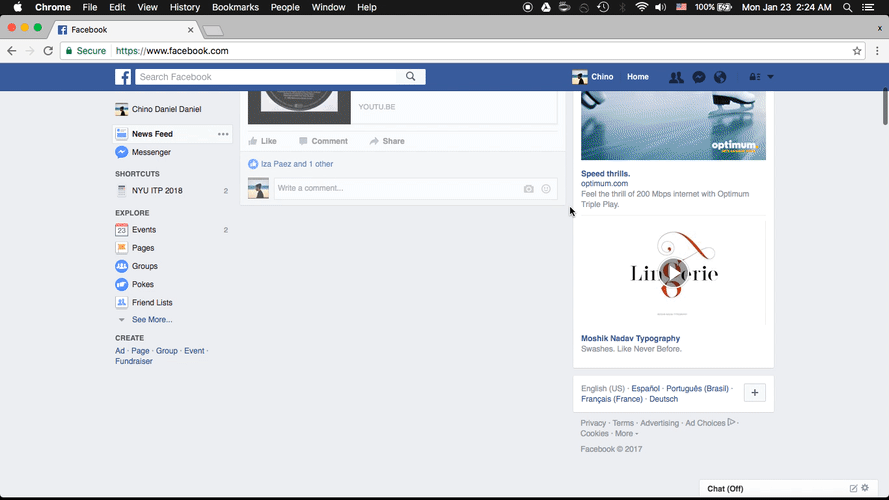 Chrome File Edit View History Bookmarks People Window Help
100% Mon Jan 23 2:24 AM
Facebook
x
Secure https://www.facebook.com
Search Facebook
Chino Home
Chino Daniel Daniel
News Feed
Messenger
SHORTCUTS
NYU ITP 2018 2
EXPLORE
23 Events 2
Pages
Groups
Pokes
Friend Lists
See More...
CREATE
Ad · Page · Group · Event ·
Fundraiser
YOUTU.BE
Like Comment Share
Iza Paez and 1 other
Write a comment...
optimum.
Speed thrills.
optimum.com
Feel the thrill of 200 Mbps internet with Optimum
Triple Play.
Lingerie
Moshik Nadav Typography
Swashes. Like Never Before.
English (US) · Español · Português (Brasil) ·
Français (France) · Deutsch
+
Privacy · Terms · Advertising · Ad Choices ·
Cookies · More
Facebook © 2017
Chat (Off)